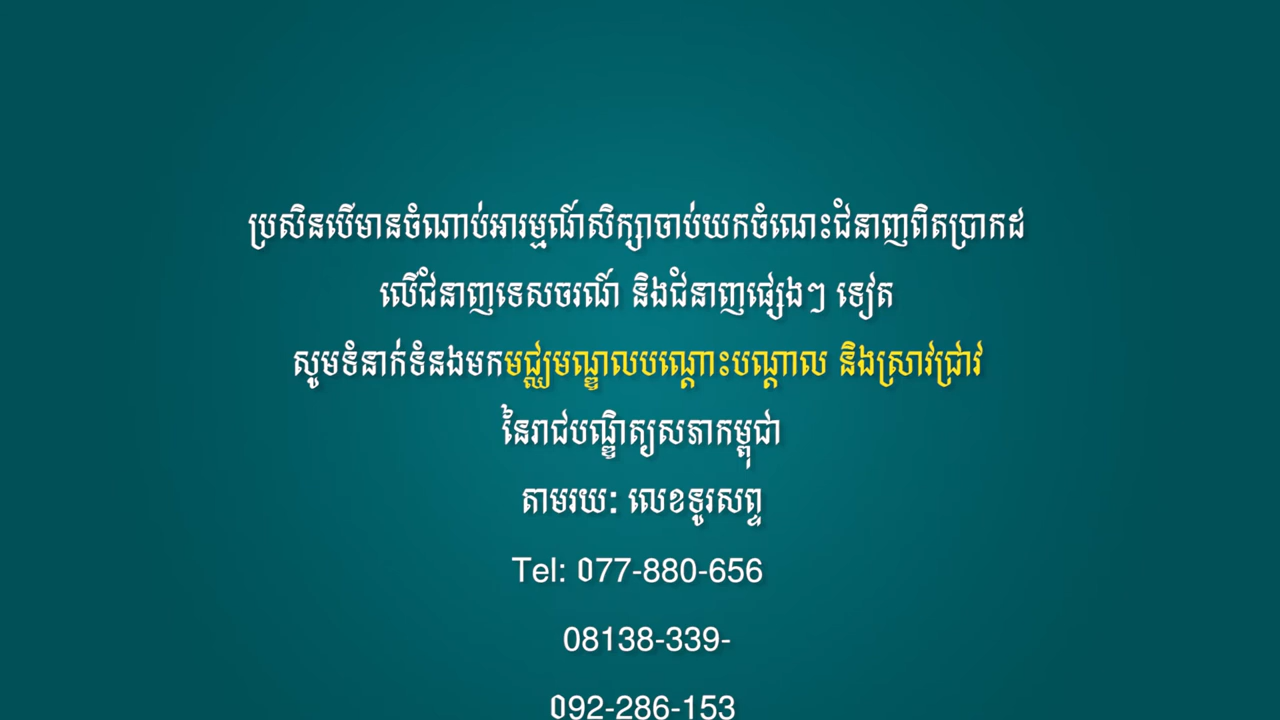 ប្រសិនបើមានចំណាប់អារម្មណ៍សិក្សាចាប់យកចំណេះជំនាញពិតប្រាកដ
លើជំនាញទេសចរណ៍ និងជំនាញផ្សេងៗ ទៀត
សូមទំនាក់ទំនងមកមជ្ឈមណ្ឌលបណ្តោះបណ្តាល និងស្រាវជ្រាវ
នៃរាជបណ្ឌិត្យសភាកម្ពុជា
តាមរយៈ លេខទូរសព្ទ
Tel: 077-880-656
08138-339-
092-286-153